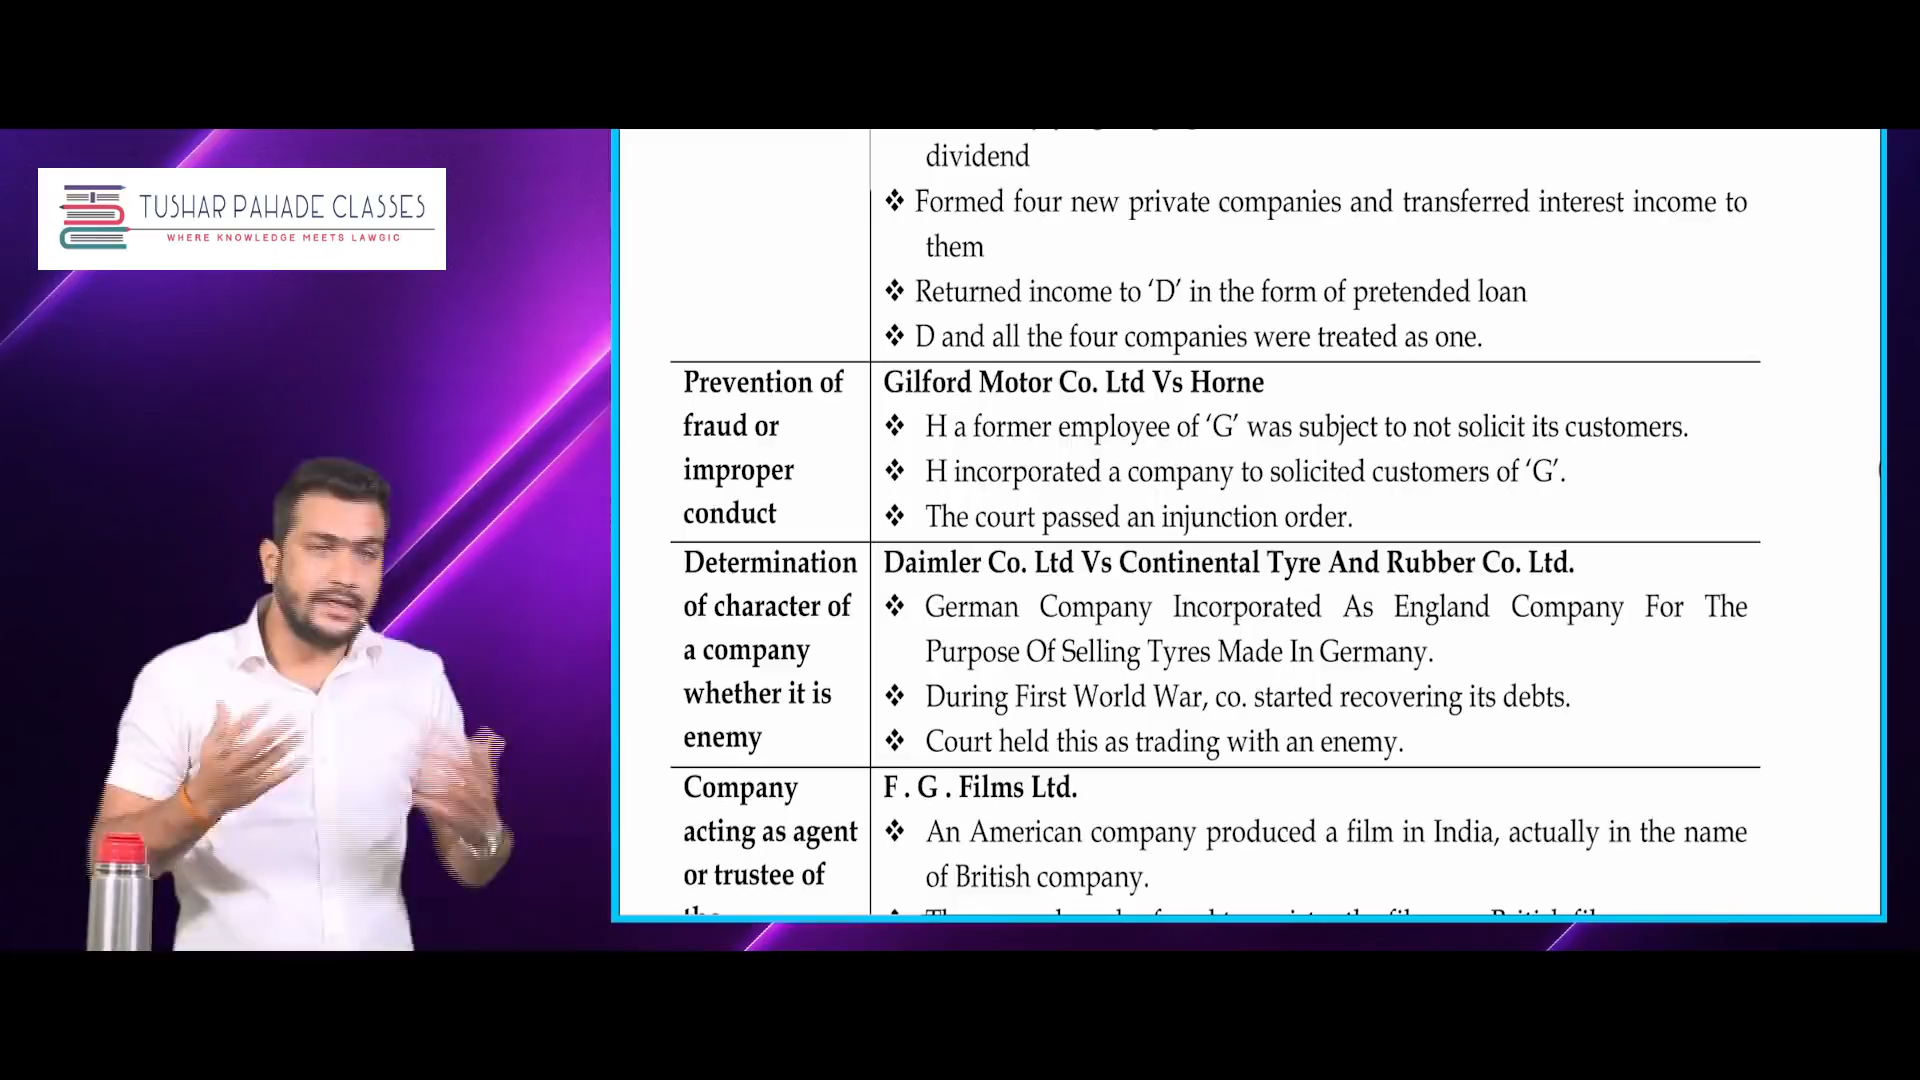 TUSHAR PAHADE CLASSES
WHERE KNOWLEDGE MEETS LAWGIC
dividend
❖ Formed four new private companies and transferred interest income to
them
❖ Returned income to ‘D’ in the form of pretended loan
❖ D and all the four companies were treated as one.
Prevention of
fraud or
improper
conduct
Gilford Motor Co. Ltd Vs Horne
❖ H a former employee of ‘G’ was subject to not solicit its customers.
❖ H incorporated a company to solicited customers of ‘G’.
❖ The court passed an injunction order.
Determination
of character of
a company
whether it is
enemy
Daimler Co. Ltd Vs Continental Tyre And Rubber Co. Ltd.
❖ German Company Incorporated As England Company For The
Purpose Of Selling Tyres Made In Germany.
❖ During First World War, co. started recovering its debts.
❖ Court held this as trading with an enemy.
Company
acting as agent
or trustee of
F . G . Films Ltd.
❖ An American company produced a film in India, actually in the name
of British company.